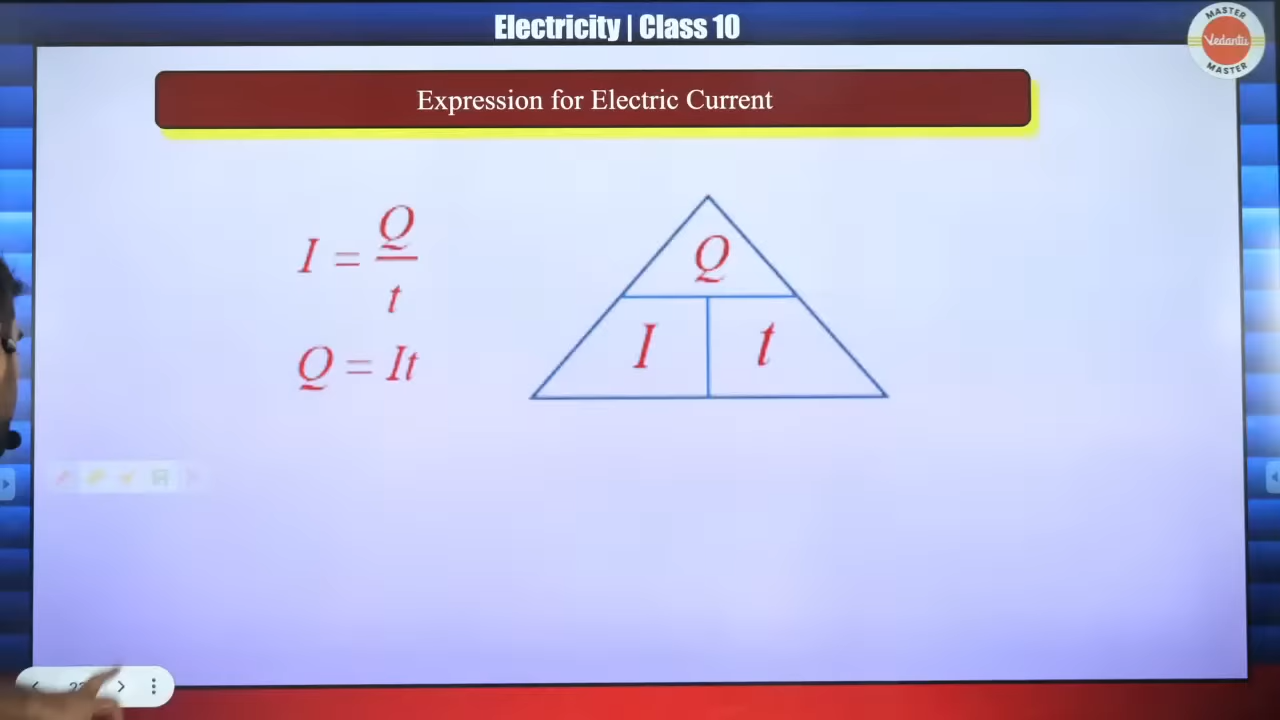 Electricity | Class 10
MASTER
Vedantu
MASTER
Expression for Electric Current
I = Q
t
Q = It
Q
I t